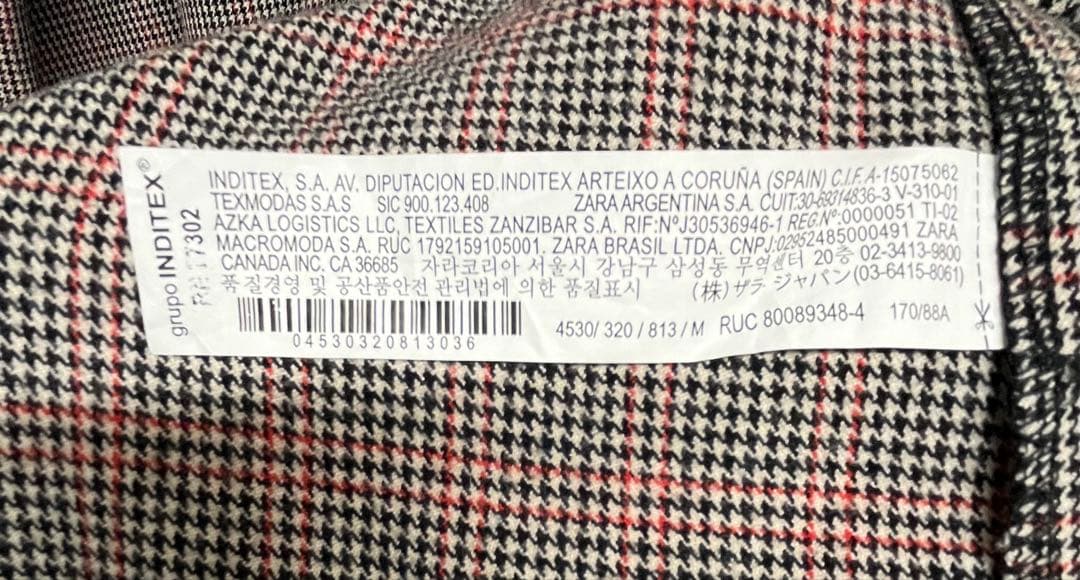 grupo INDITEX®
INDITEX, S.A. AV. DIPUTACION ED.INDITEX ARTEIXO A CORUÑA (SPAIN) C.I.F. A-15075062
TEXMODAS S.A.S SIC 900.123.408 ZARA ARGENTINA S.A. CUIT:30-69314836-3 V-310-01
AZKA LOGISTICS LLC, TEXTILES ZANZIBAR S.A. RIF:NºJ30536946-1 REG.Nº:0000051 TI-02
MACROMODA S.A. RUC 1792159105001. ZARA BRASIL LTDA. CNPJ:02952485000491 ZARA
CANADA INC. CA 36685 자라코리아 서울시 강남구 삼성동 무역센터 20층 02-3413-9800
품질경영 및 공산품안전 관리법에 의한 품질표시 (株) ザラ ジャパン (03-6415-8061)
04530320813036
4530/ 320 / 813 / M RUC 80089348-4 170/88A